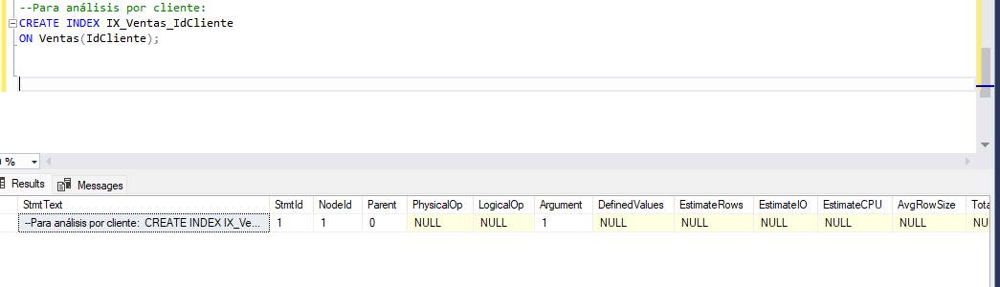 --Para análisis por cliente:
CREATE INDEX IX_Ventas_IdCliente
ON Ventas(IdCliente);
%
Results Messages
StmtText StmtId NodeId Parent PhysicalOp LogicalOp Argument DefinedValues EstimateRows EstimateIO EstimateCPU AvgRowSize Tota
--Para análisis por cliente: CREATE INDEX IX_Ve... 1 1 0 NULL NULL 1 NULL NULL NULL NULL NULL NU